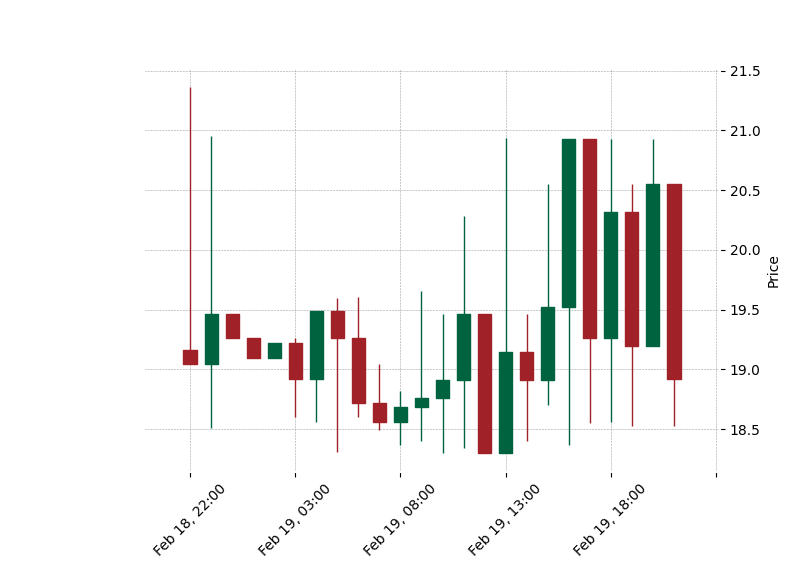 21.5
21.0
20.5
20.0
19.5
19.0
18.5
Price
Feb 18, 22:00
Feb 19, 03:00
Feb 19, 08:00
Feb 19, 13:00
Feb 19, 18:00